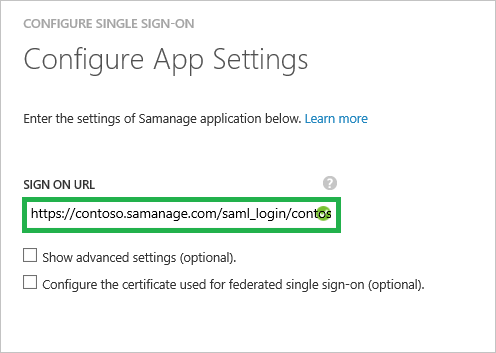 CONFIGURE SINGLE SIGN-ON
Configure App Settings
Enter the settings of Samanage application below. Learn more
SIGN ON URL ?
https://contoso.samanage.com/saml_login/contos
Show advanced settings (optional).
Configure the certificate used for federated single sign-on (optional).